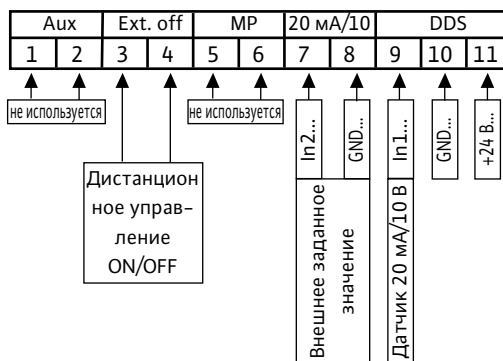 Aux Ext. off MP 20 мА/10 DDS
1 2 3 4 5 6 7 8 9 10 11
не используется
не используется
In2...
GND...
In1...
GND...
+24 В...
Дистанцион
ное управ-
ление
ON/OFF
Внешнее заданное
значение
Датчик 20 мА/10 В